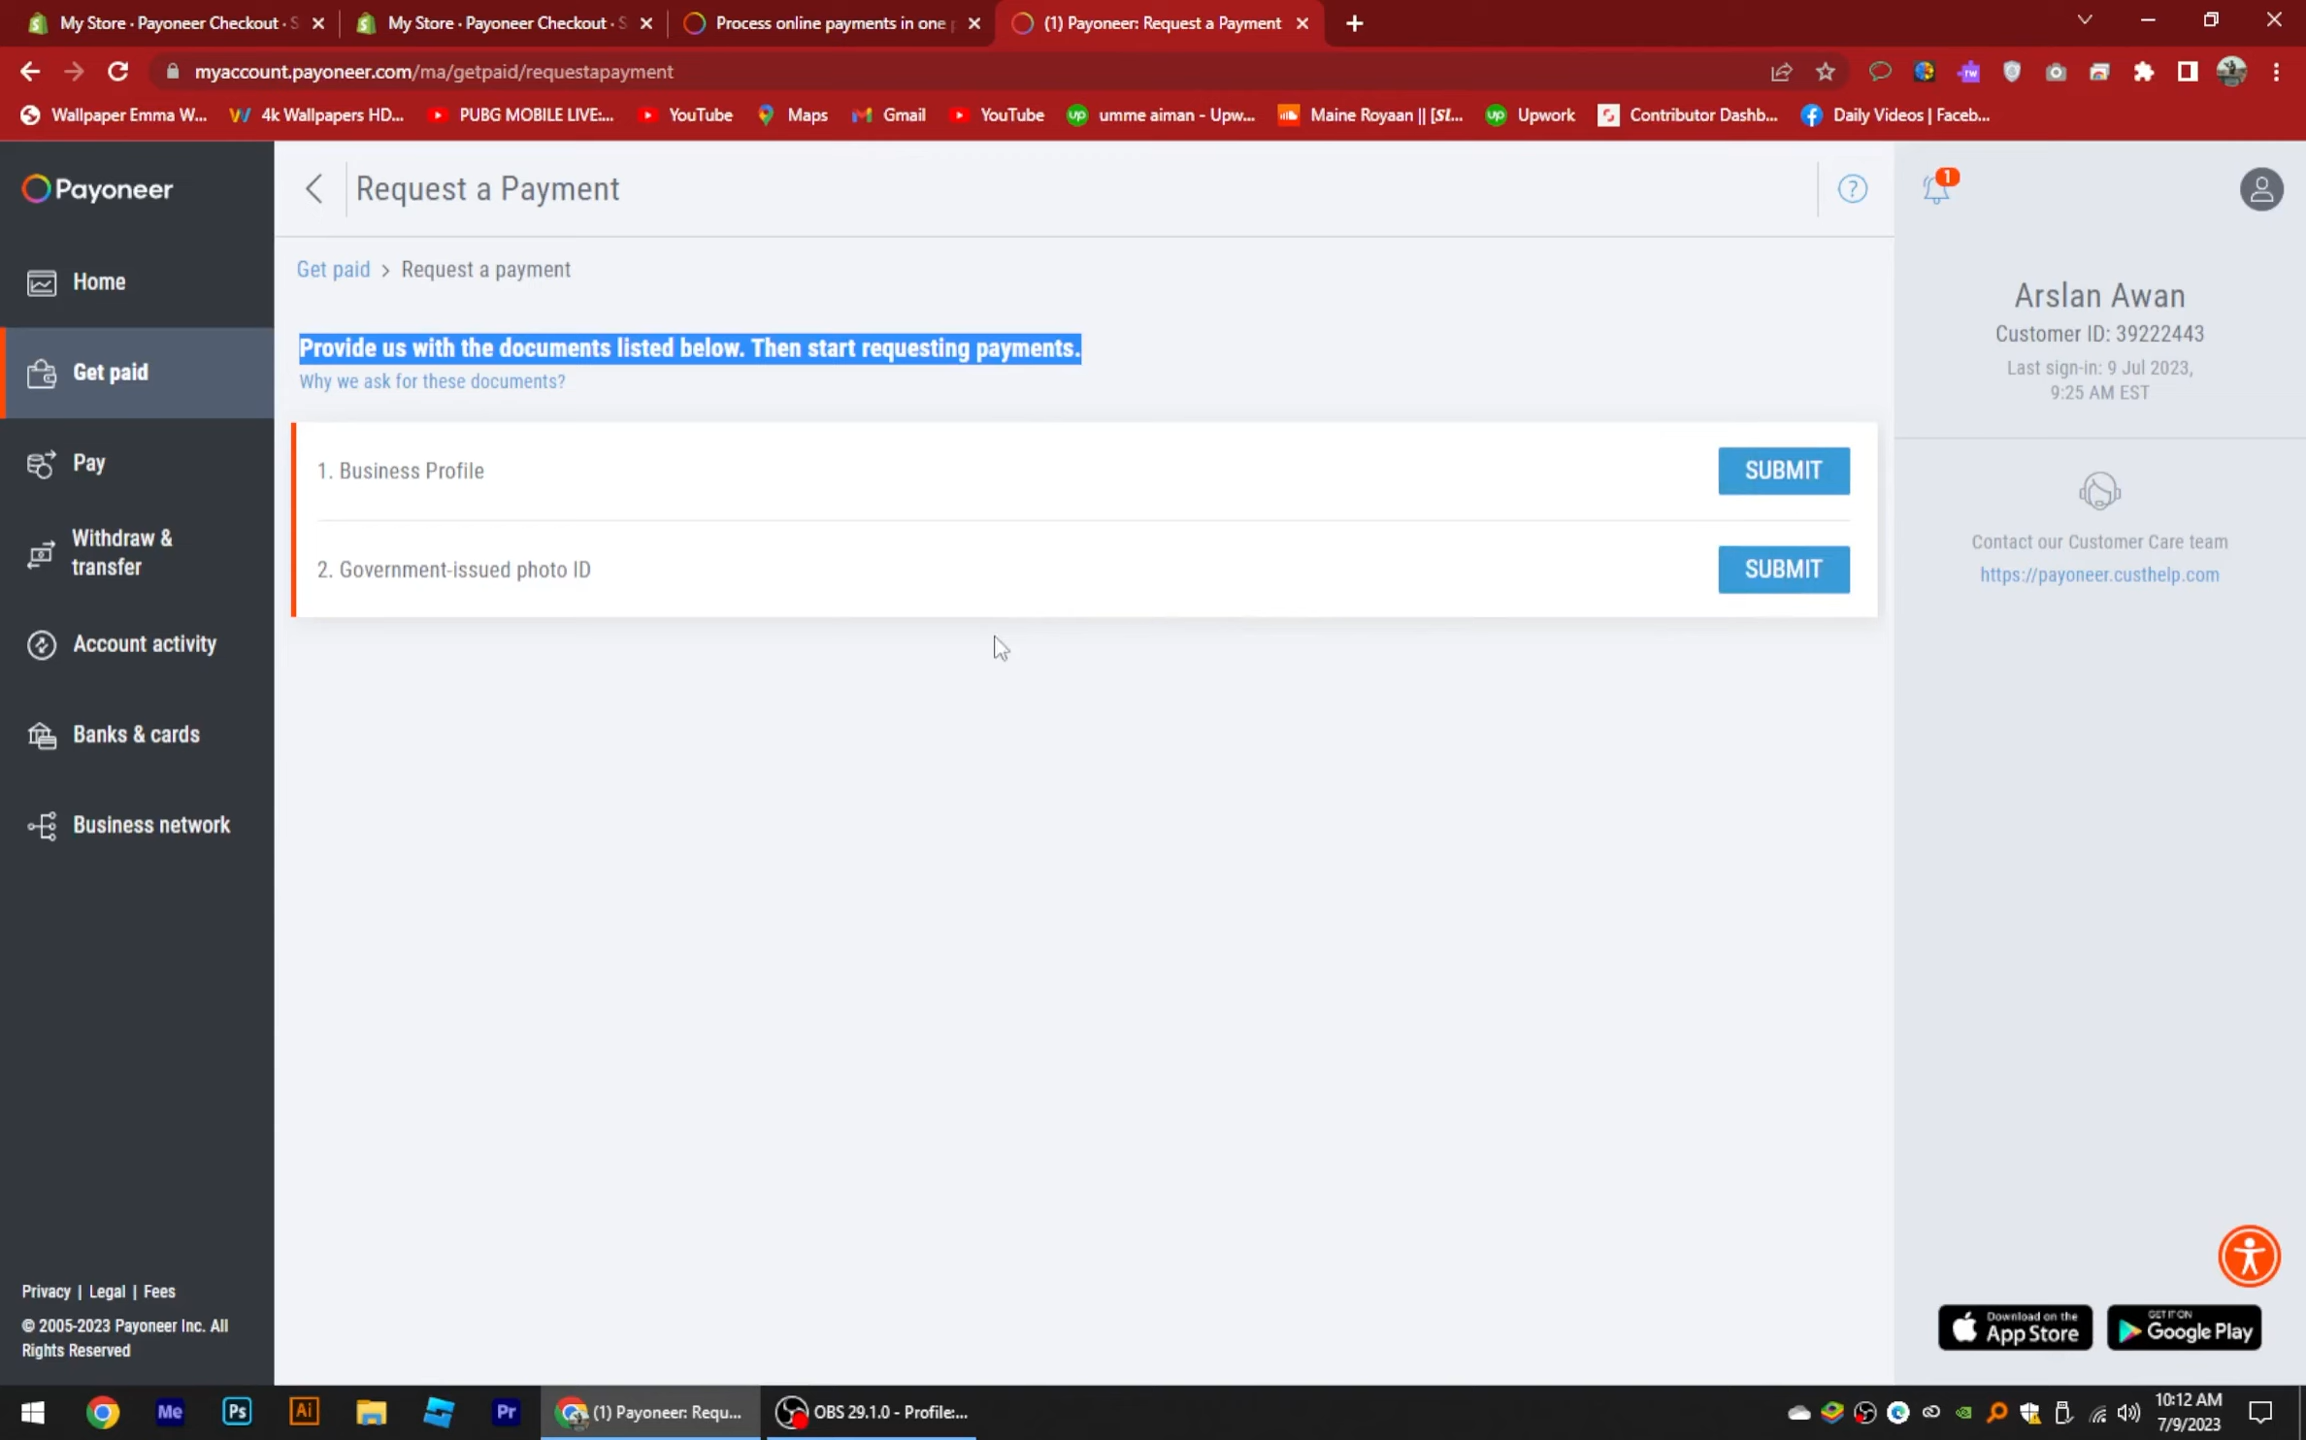 My Store · Payoneer Checkout · S
My Store · Payoneer Checkout · S
Process online payments in one p
(1) Payoneer: Request a Payment
myaccount.payoneer.com/ma/getpaid/requestapayment
Wallpaper Emma W...
4k Wallpapers HD...
PUBG MOBILE LIVE:...
YouTube
Maps
Gmail
YouTube
umme aiman - Upw...
Maine Royaan || [Sl...
Upwork
Contributor Dashb...
Daily Videos | Faceb...
Payoneer
Home
Get paid
Pay
Withdraw &
transfer
Account activity
Banks & cards
Business network
Privacy | Legal | Fees
© 2005-2023 Payoneer Inc. All
Rights Reserved
Request a Payment
Get paid > Request a payment
Provide us with the documents listed below. Then start requesting payments.
Why we ask for these documents?
1. Business Profile
SUBMIT
2. Government-issued photo ID
SUBMIT
?
1
Arslan Awan
Customer ID: 39222443
Last sign-in: 9 Jul 2023,
9:25 AM EST
Contact our Customer Care team
https://payoneer.custhelp.com
Download on the
App Store
GET IT ON
Google Play
Me
Ps
Ai
Pr
(1) Payoneer: Requ...
OBS 29.1.0 - Profile:...
10:12 AM
7/9/2023